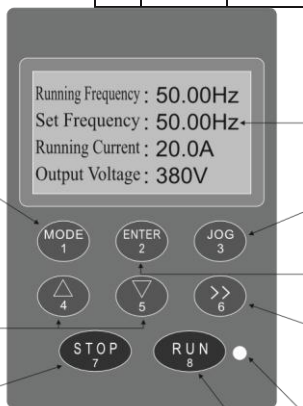 Running Frequency : 50.00Hz
Set Frequency : 50.00Hz
Running Current : 20.0A
Output Voltage : 380V
MODE ENTER JOG
1 2 3
>>
4 5 6
STOP RUN
7 8